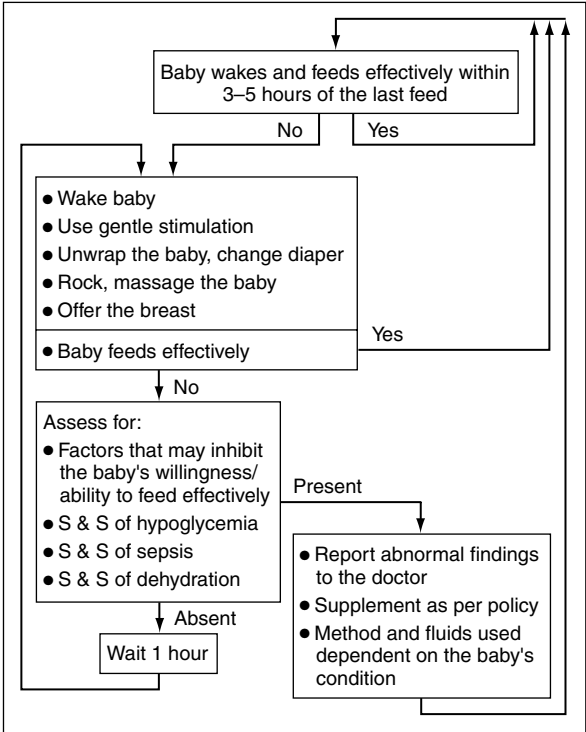 Baby wakes and feeds effectively within
3–5 hours of the last feed
No
Yes
● Wake baby
● Use gentle stimulation
● Unwrap the baby, change diaper
● Rock, massage the baby
● Offer the breast
● Baby feeds effectively
Yes
No
Assess for:
● Factors that may inhibit
the baby's willingness/
ability to feed effectively
● S & S of hypoglycemia
● S & S of sepsis
● S & S of dehydration
Present
● Report abnormal findings
to the doctor
● Supplement as per policy
● Method and fluids used
dependent on the baby's
condition
Absent
Wait 1 hour